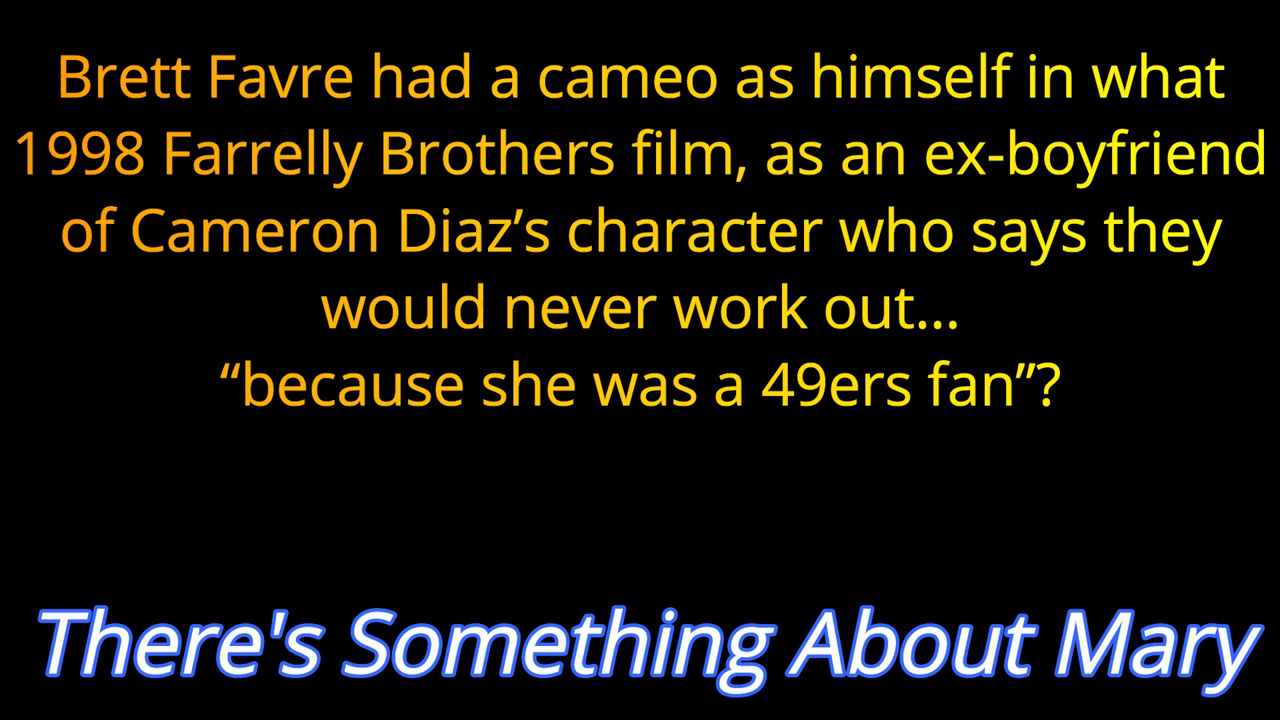 Brett Favre had a cameo as himself in what
1998 Farrelly Brothers film, as an ex-boyfriend
of Cameron Diaz’s character who says they
would never work out...
“because she was a 49ers fan”?
There's Something About Mary